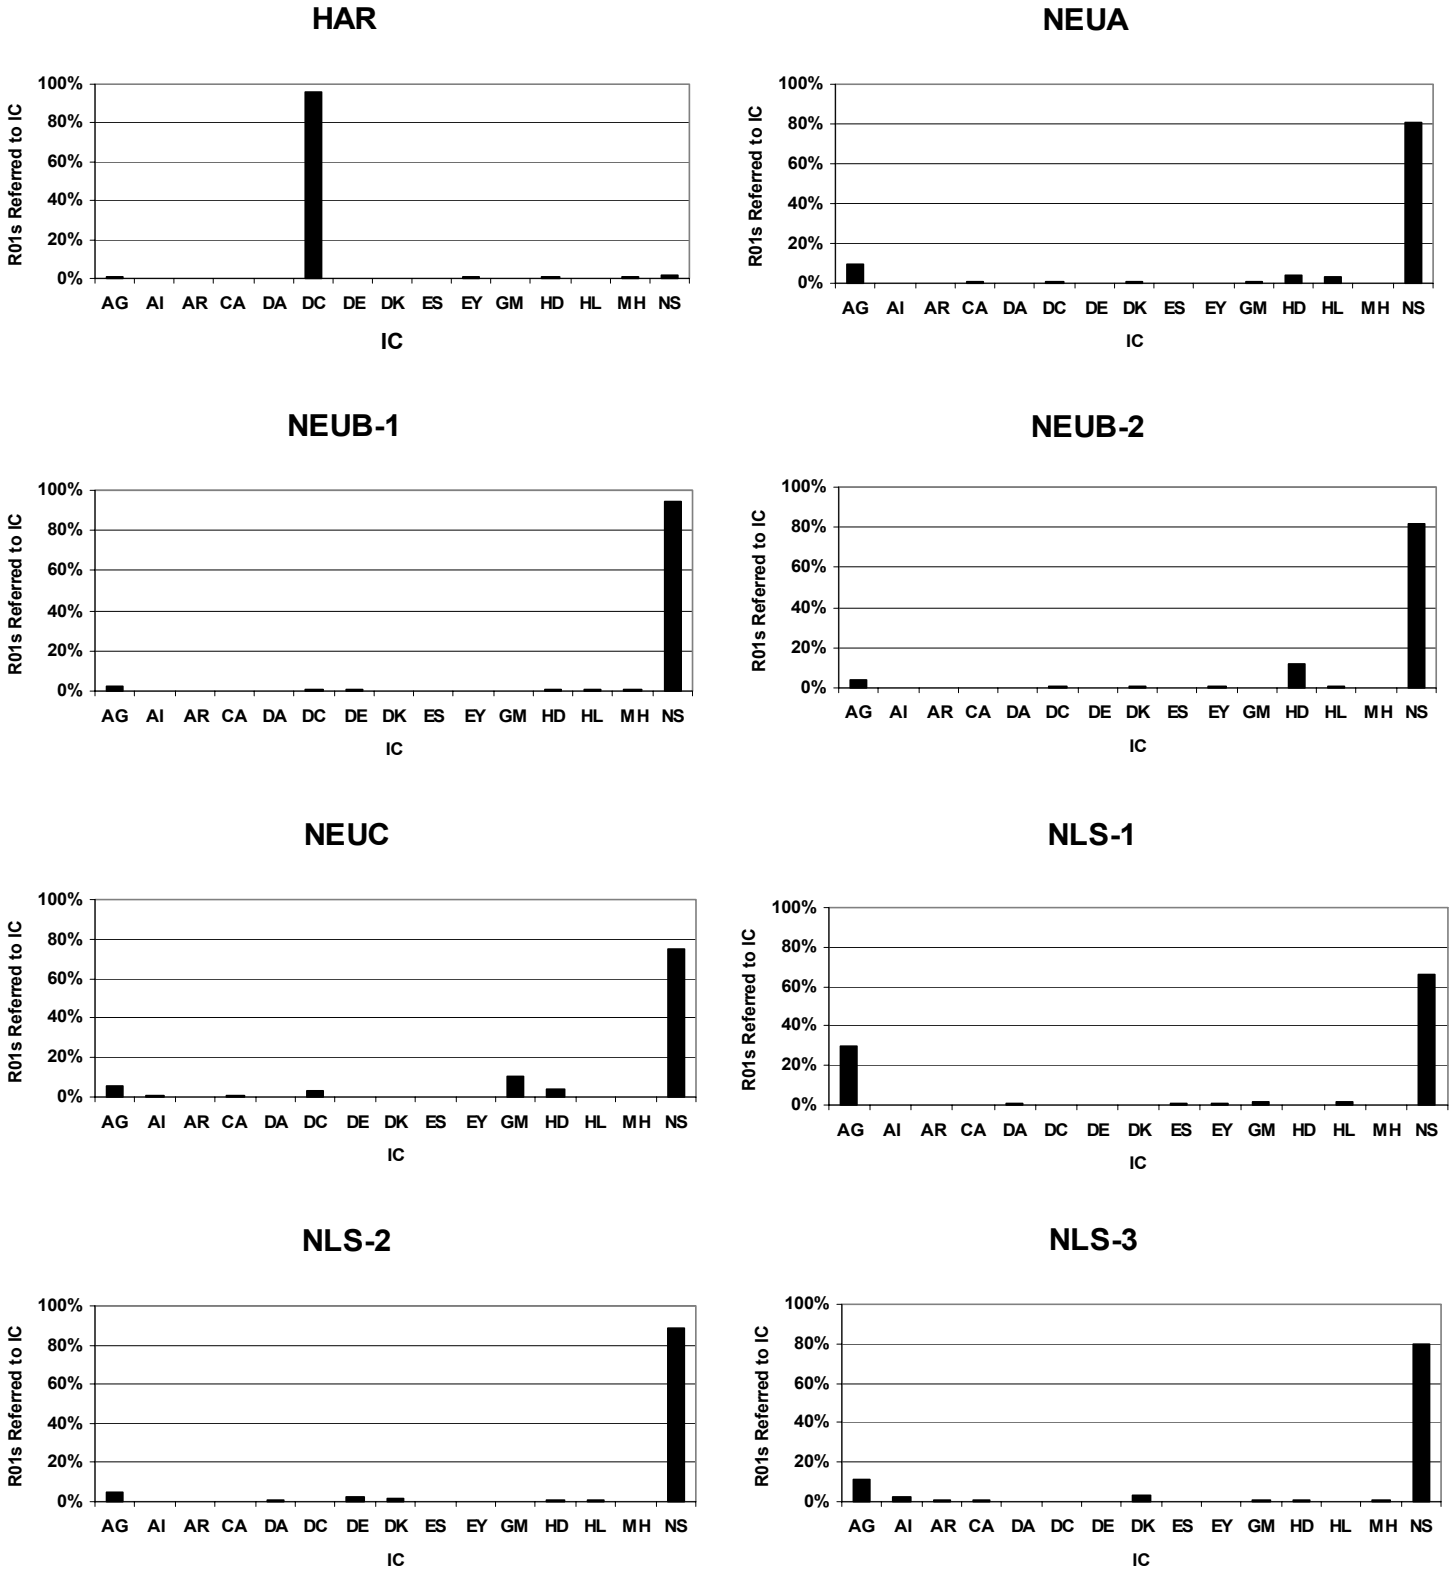 HAR
R01s Referred to IC
100%
80%
60%
40%
20%
0%
AG AI AR CA DA DC DE DK ES EY GM HD HL MH NS
IC
NEUA
R01s Referred to IC
100%
80%
60%
40%
20%
0%
AG AI AR CA DA DC DE DK ES EY GM HD HL MH NS
IC
NEUB-1
R01s Referred to IC
100%
80%
60%
40%
20%
0%
AG AI AR CA DA DC DE DK ES EY GM HD HL MH NS
IC
NEUB-2
R01s Referred to IC
100%
80%
60%
40%
20%
0%
AG AI AR CA DA DC DE DK ES EY GM HD HL MH NS
IC
NEUC
R01s Referred to IC
100%
80%
60%
40%
20%
0%
AG AI AR CA DA DC DE DK ES EY GM HD HL MH NS
IC
NLS-1
R01s Referred to IC
100%
80%
60%
40%
20%
0%
AG AI AR CA DA DC DE DK ES EY GM HD HL MH NS
IC
NLS-2
R01s Referred to IC
100%
80%
60%
40%
20%
0%
AG AI AR CA DA DC DE DK ES EY GM HD HL MH NS
IC
NLS-3
R01s Referred to IC
100%
80%
60%
40%
20%
0%
AG AI AR CA DA DC DE DK ES EY GM HD HL MH NS
IC